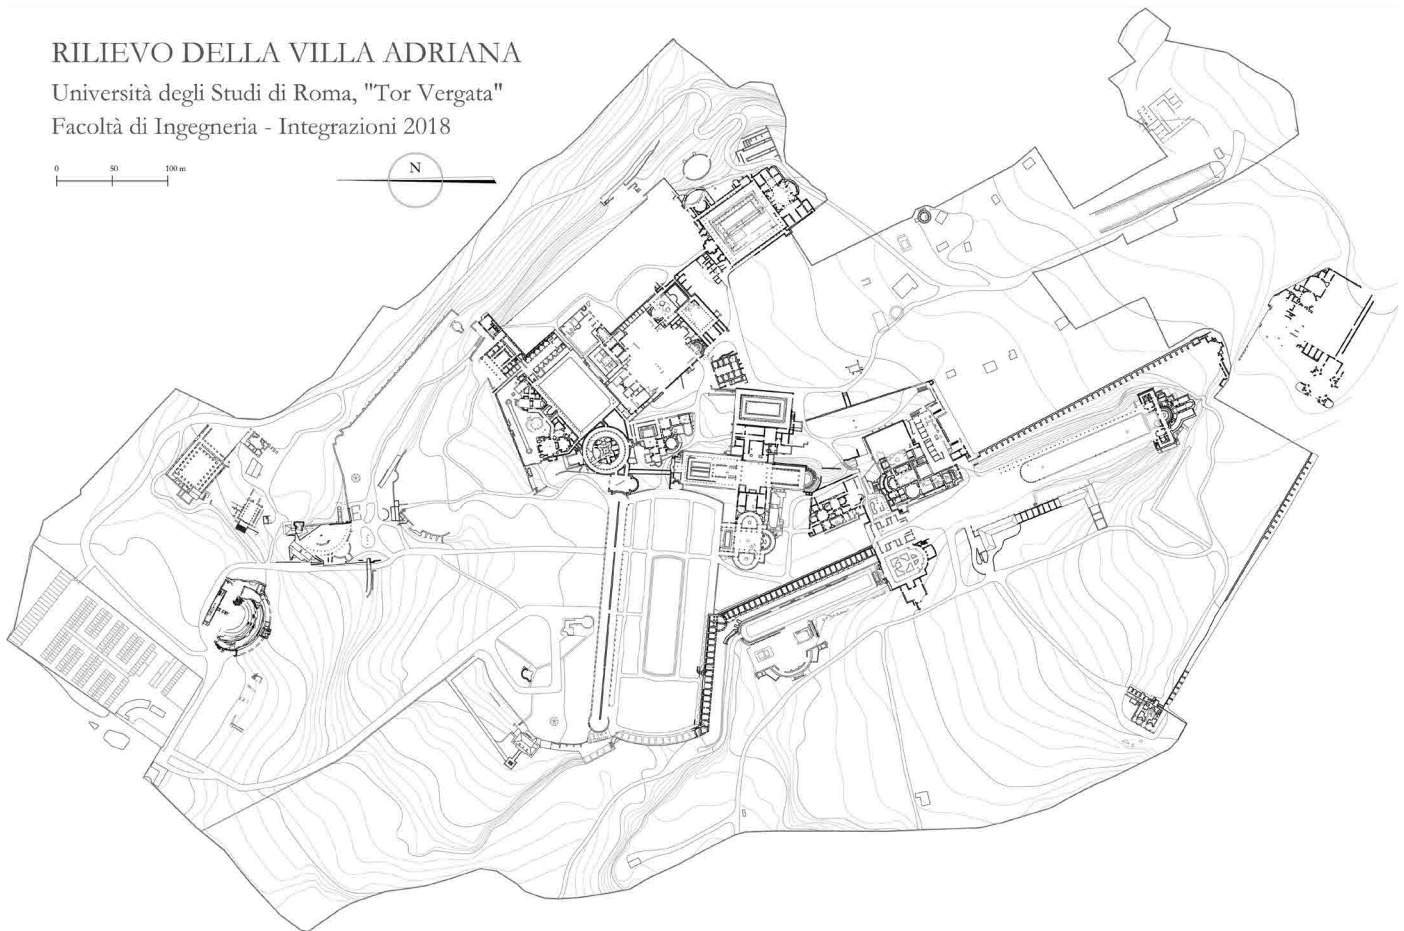 RILIEVO DELLA VILLA ADRIANA
Università degli Studi di Roma, "Tor Vergata"
Facoltà di Ingegneria - Integrazioni 2018
0 50 100 m
N